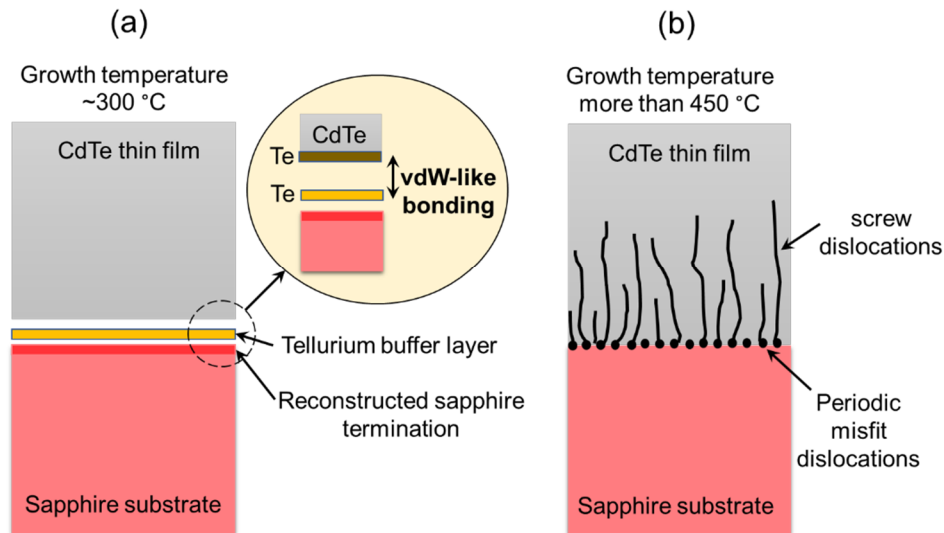 (a)
Growth temperature
~300 °C
CdTe thin film
CdTe
Te
Te
vdW-like
bonding
Tellurium buffer layer
Reconstructed sapphire
termination
Sapphire substrate
(b)
Growth temperature
more than 450 °C
CdTe thin film
screw
dislocations
Periodic
misfit
dislocations
Sapphire substrate